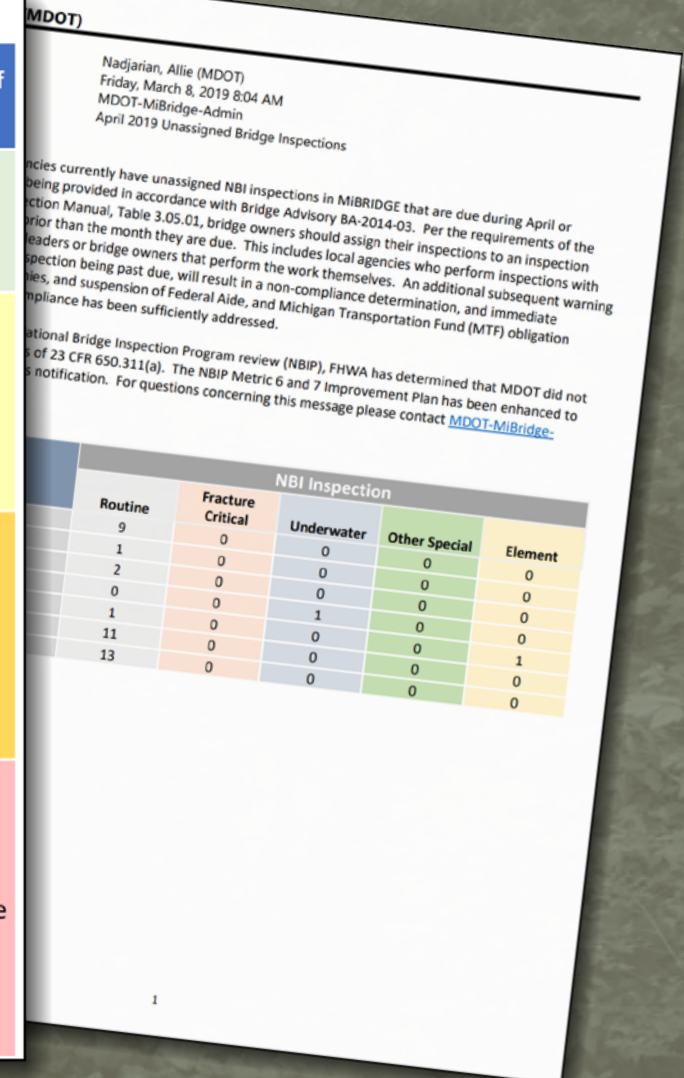 MDOT)
f
Nadjarian, Allie (MDOT)
Friday, March 8, 2019 8:04 AM
MDOT-MiBridge-Admin
April 2019 Unassigned Bridge Inspections
ncies currently have unassigned NBI inspections in MiBRIDGE that are due during April or
being provided in accordance with Bridge Advisory BA-2014-03. Per the requirements of the
ction Manual, Table 3.05.01, bridge owners should assign their inspections to an inspection
prior than the month they are due. This includes local agencies who perform inspections with
leaders or bridge owners that perform the work themselves. An additional subsequent warning
spection being past due, will result in a non-compliance determination, and immediate
ies, and suspension of Federal Aide, and Michigan Transportation Fund (MTF) obligation
mpliance has been sufficiently addressed.
ational Bridge Inspection Program review (NBIP), FHWA has determined that MDOT did not
s of 23 CFR 650.311(a). The NBIP Metric 6 and 7 Improvement Plan has been enhanced to
s notification. For questions concerning this message please contact MDOT-MiBridge-
NBI Inspection
Routine Fracture Critical Underwater Other Special Element
9 0 0 0 0
1 0 0 0 0
2 0 0 0 0
0 0 1 0 0
1 0 0 0 1
11 0 0 0 0
13 0 0 0 0
e
1